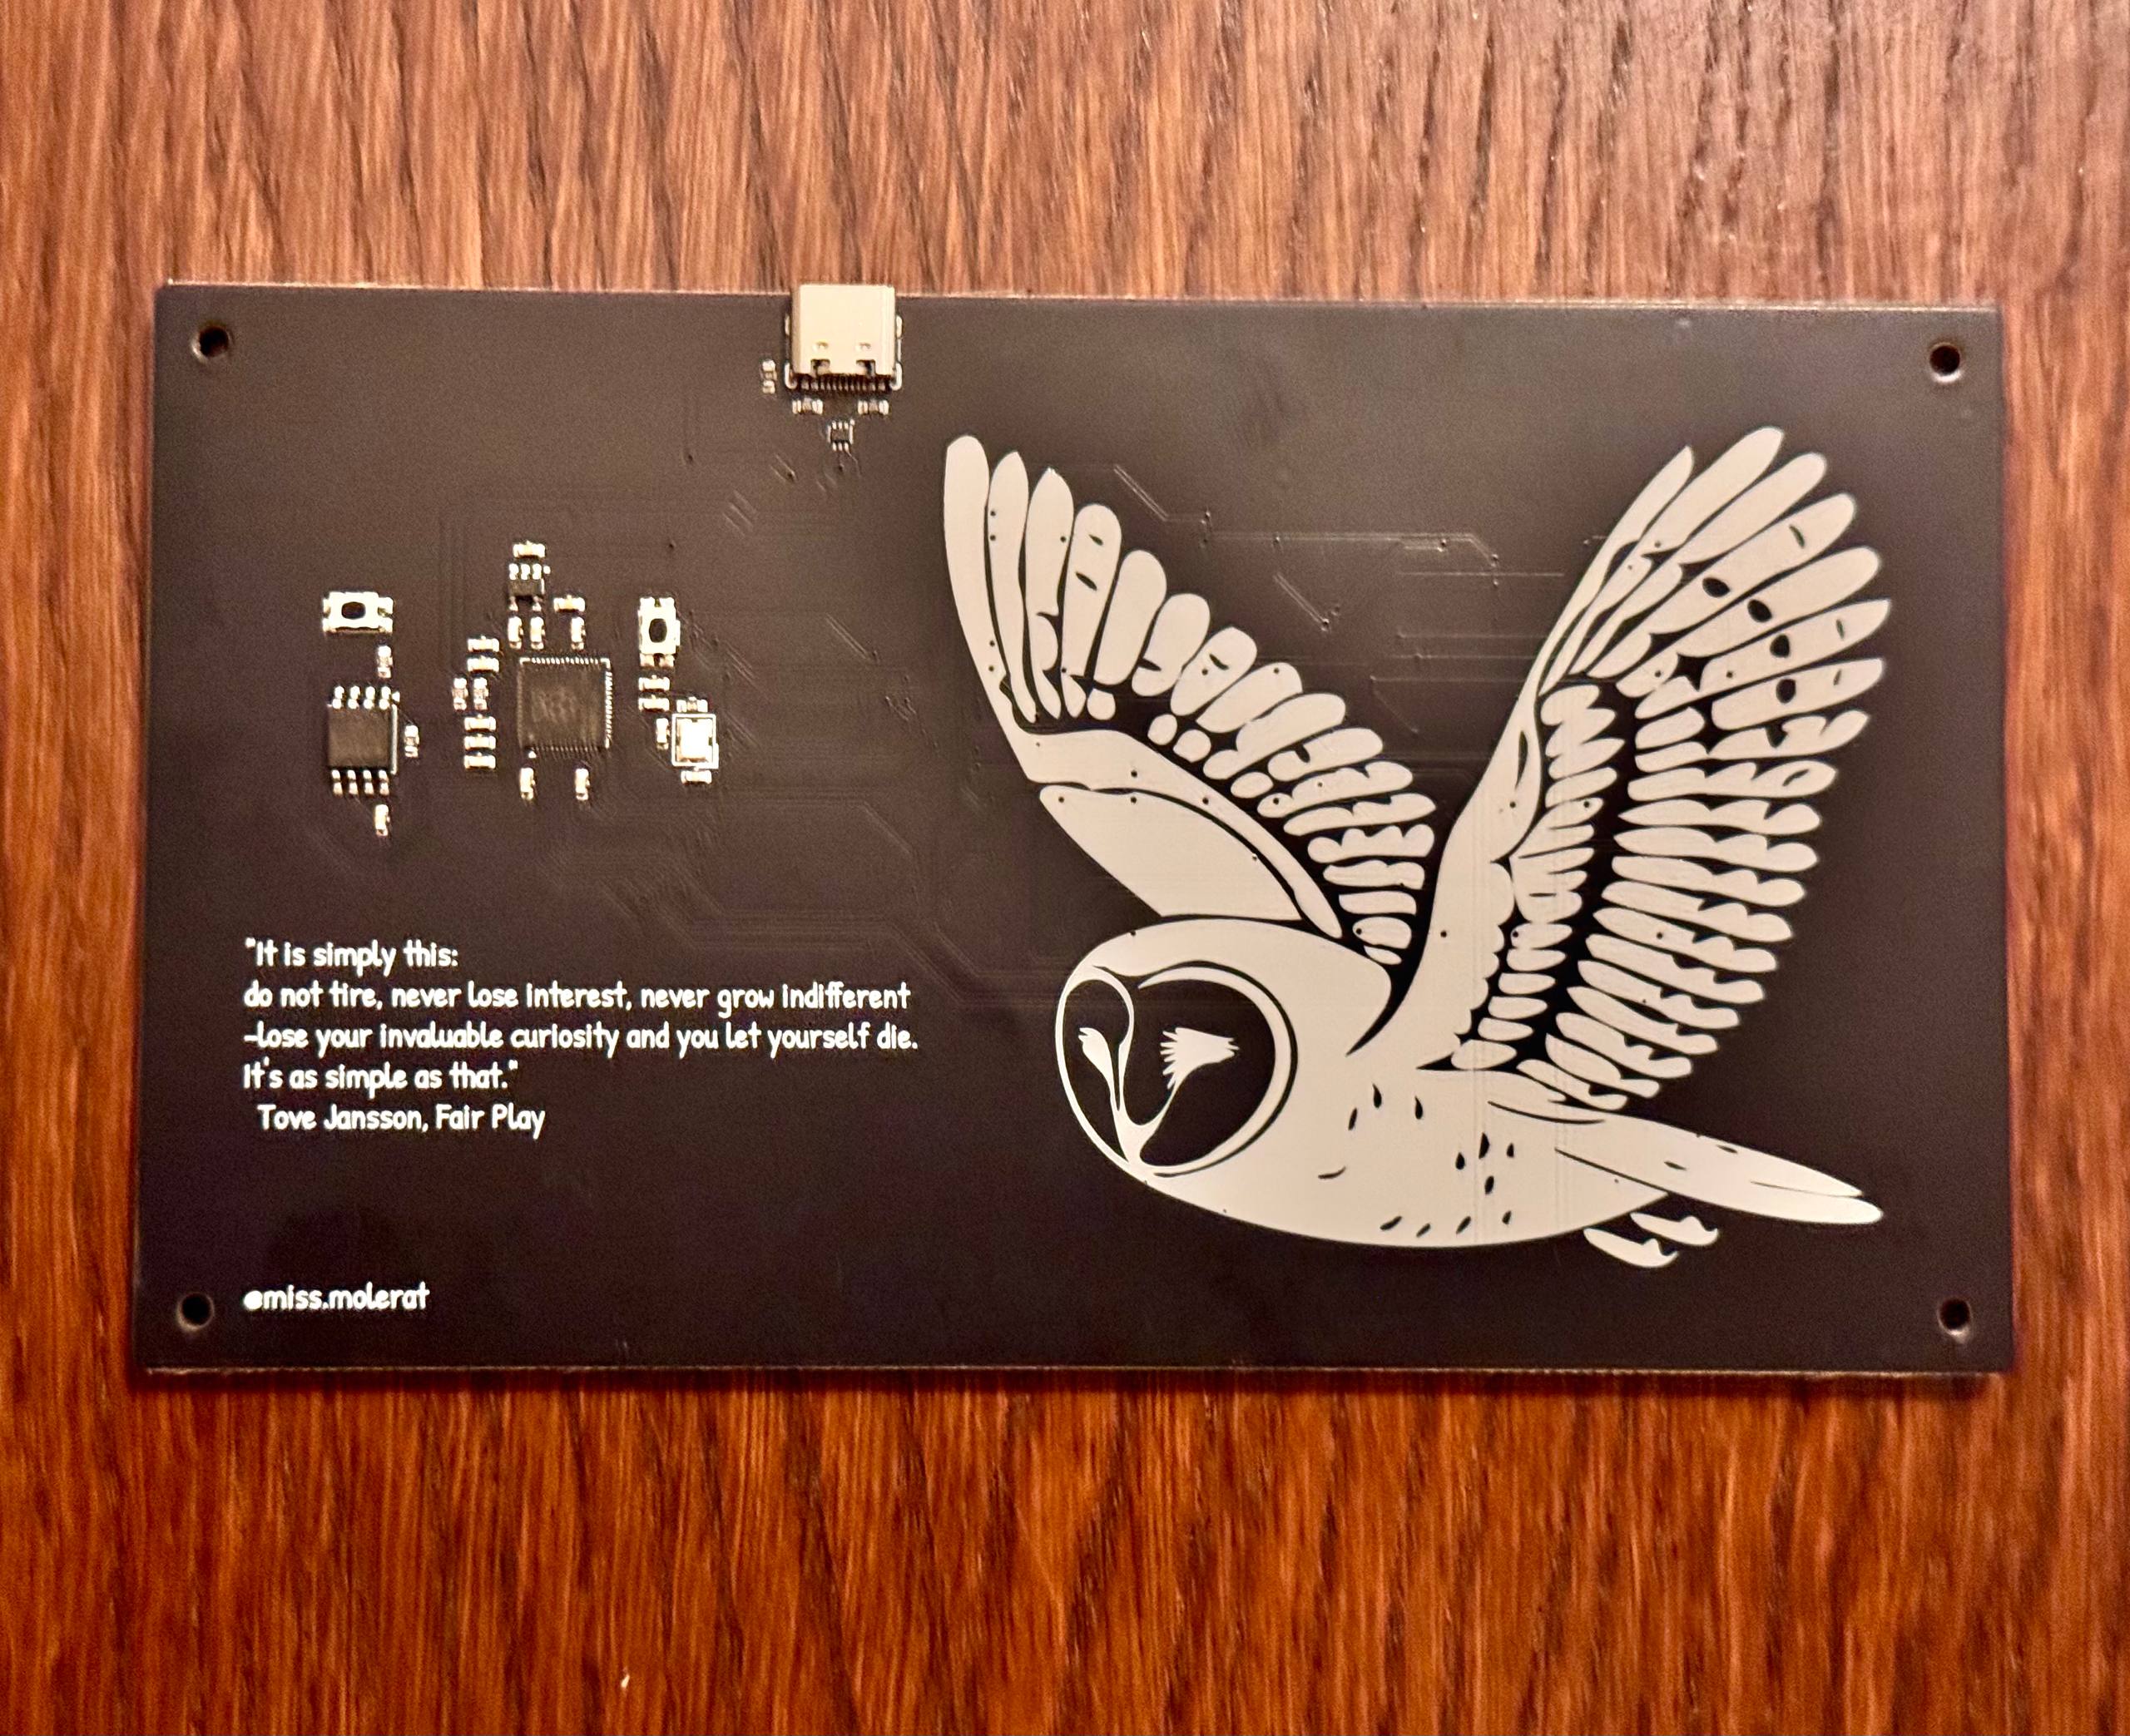 "It is simply this:
do not tire, never lose interest, never grow indifferent
-lose your invaluable curiosity and you let yourself die.
It's as simple as that."
Tove Jansson, Fair Play
@miss.molerat